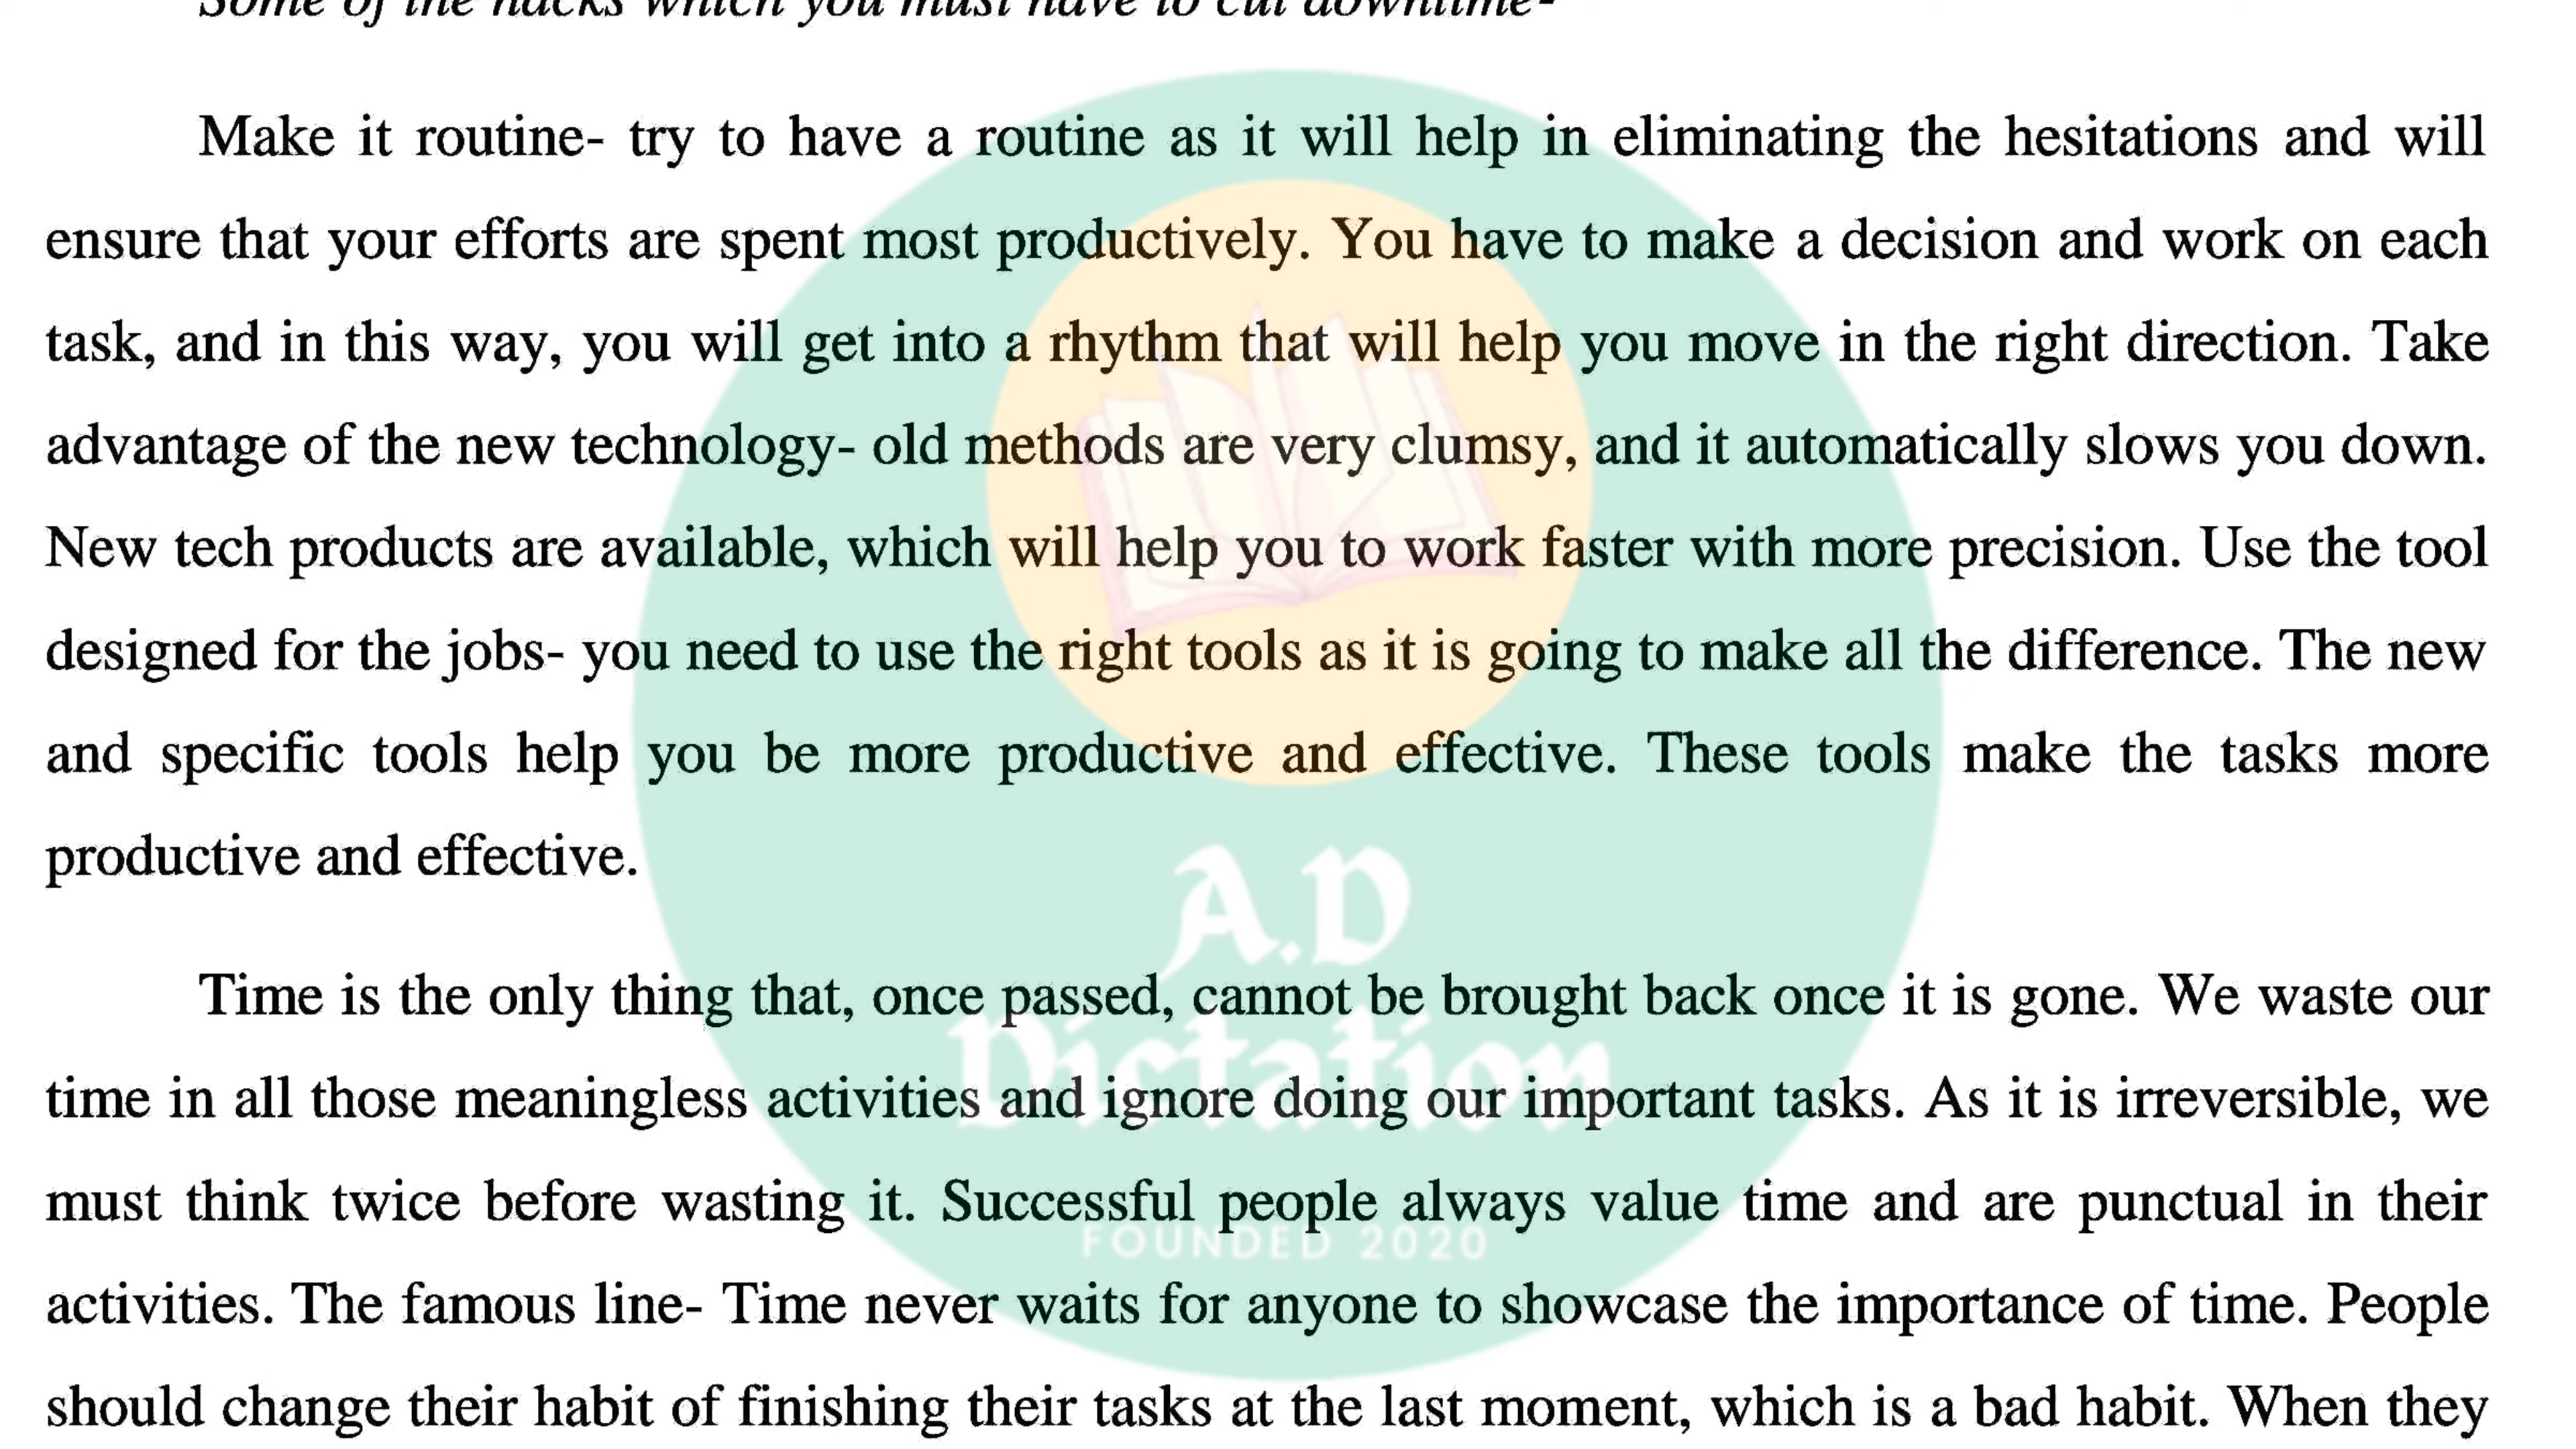 Some of the hacks which you must have to cut downtime-
Make it routine- try to have a routine as it will help in eliminating the hesitations and will
ensure that your efforts are spent most productively. You have to make a decision and work on each
task, and in this way, you will get into a rhythm that will help you move in the right direction. Take
advantage of the new technology- old methods are very clumsy, and it automatically slows you down.
New tech products are available, which will help you to work faster with more precision. Use the tool
designed for the jobs- you need to use the right tools as it is going to make all the difference. The new
and specific tools help you be more productive and effective. These tools make the tasks more
productive and effective.
A.D
Time is the only thing that, once passed, cannot be brought back once it is gone. We waste our
Dictation
time in all those meaningless activities and ignore doing our important tasks. As it is irreversible, we
must think twice before wasting it. Successful people always value time and are punctual in their
FOUNDED 2020
activities. The famous line- Time never waits for anyone to showcase the importance of time. People
should change their habit of finishing their tasks at the last moment, which is a bad habit. When they